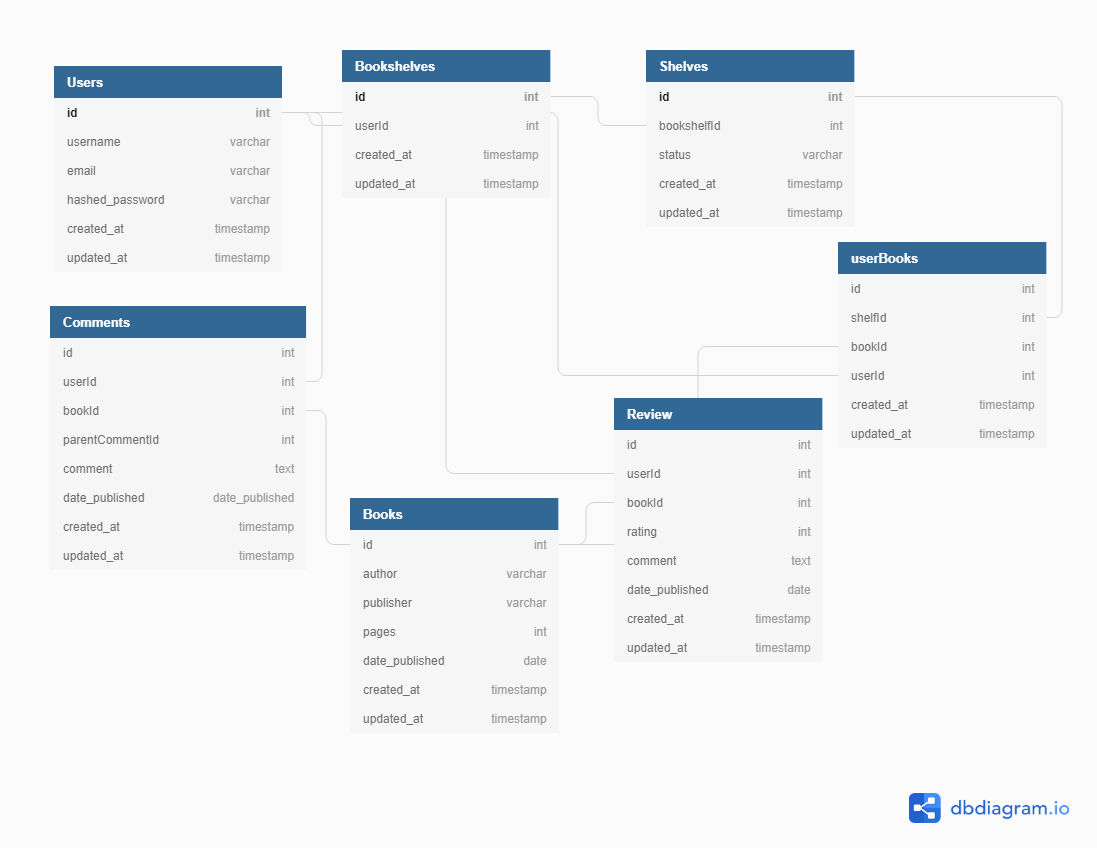 Users
id int
username varchar
email varchar
hashed_password varchar
created_at timestamp
updated_at timestamp
Bookshelves
id int
userId int
created_at timestamp
updated_at timestamp
Shelves
id int
bookshelfId int
status varchar
created_at timestamp
updated_at timestamp
userBooks
id int
shelfId int
bookId int
userId int
created_at timestamp
updated_at timestamp
Comments
id int
userId int
bookId int
parentCommentId int
comment text
date_published date_published
created_at timestamp
updated_at timestamp
Review
id int
userId int
bookId int
rating int
comment text
date_published date
created_at timestamp
updated_at timestamp
Books
id int
author varchar
publisher varchar
pages int
date_published date
created_at timestamp
updated_at timestamp
dbdiagram.io